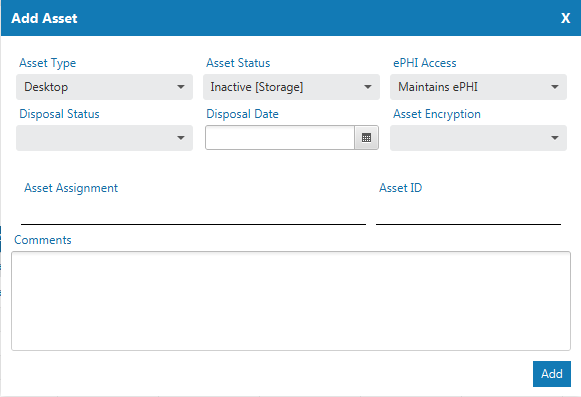 Add Asset X
Asset Type Asset Status ePHI Access
Desktop Inactive [Storage] Maintains ePHI
Disposal Status Disposal Date Asset Encryption
Asset Assignment Asset ID
Comments
Add